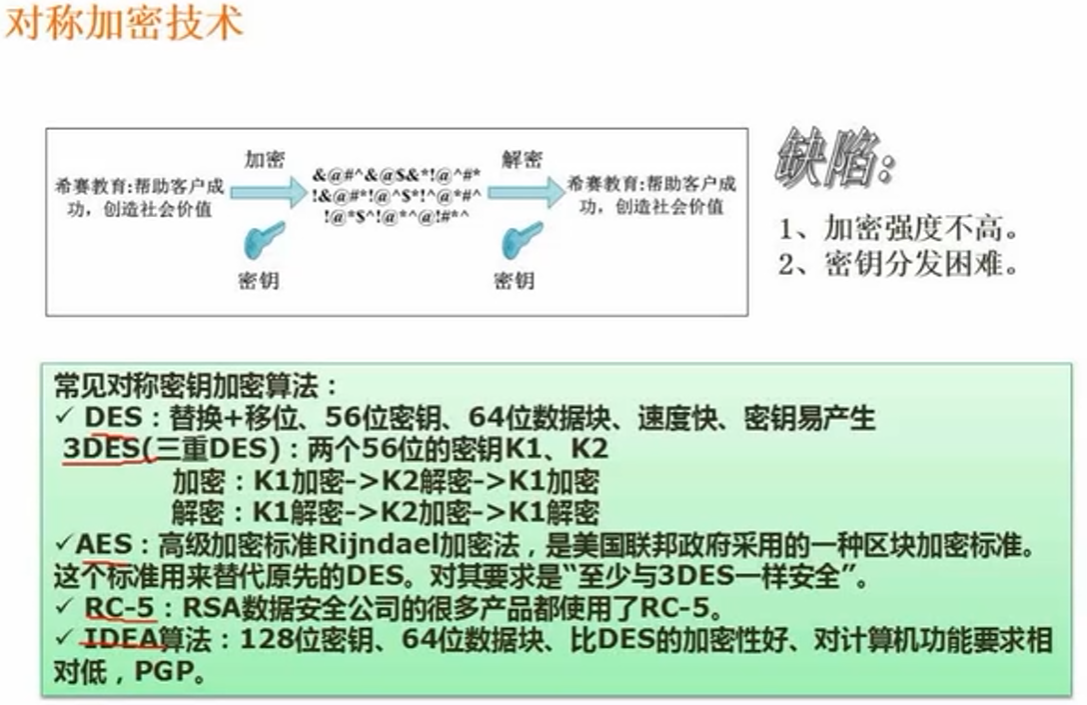 对称加密技术
加密
希赛教育:帮助客户成
功，创造社会价值
密钥
&@#^&@$&*!@^#*
!&@#*!@^$*!^@*#^
!@*$^!@*^@!#*^
解密
希赛教育:帮助客户成
功，创造社会价值
密钥
缺陷：
1、加密强度不高。
2、密钥分发困难。
常见对称密钥加密算法：
✓ DES：替换+移位、56位密钥、64位数据块、速度快、密钥易产生
3DES(三重DES)：两个56位的密钥K1、K2
加密：K1加密->K2解密->K1加密
解密：K1解密->K2加密->K1解密
✓AES：高级加密标准Rijndael加密法，是美国联邦政府采用的一种区块加密标准。
这个标准用来替代原先的DES。对其要求是“至少与3DES一样安全”。
✓ RC-5：RSA数据安全公司的很多产品都使用了RC-5。
✓ IDEA算法：128位密钥、64位数据块、比DES的加密性好、对计算机功能要求相
对低，PGP。